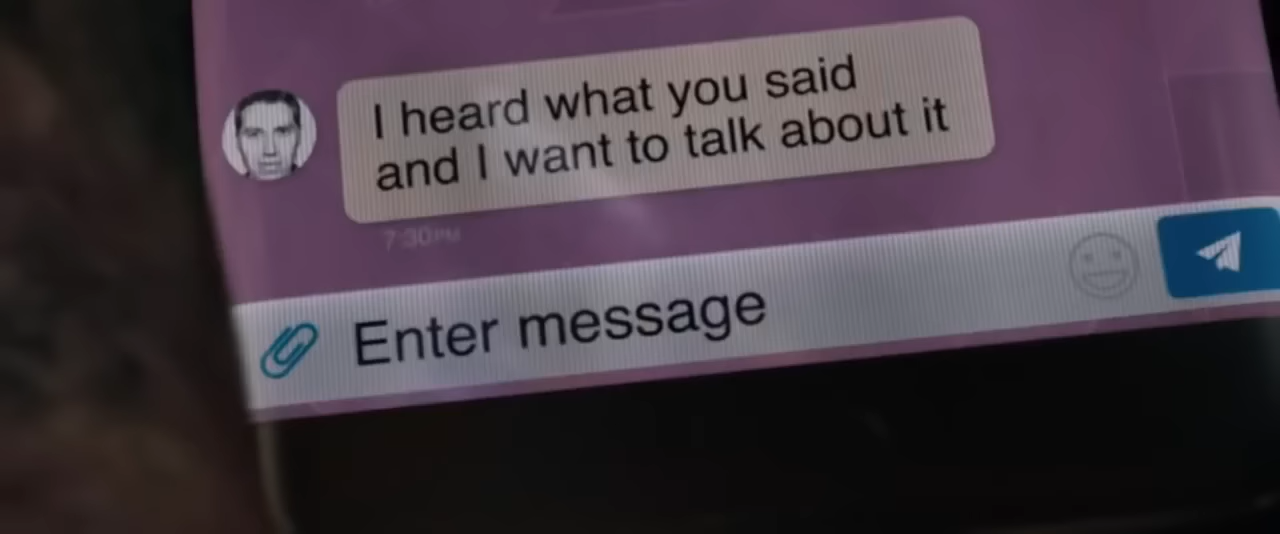 I heard what you said
and I want to talk about it
7:30PM
Enter message